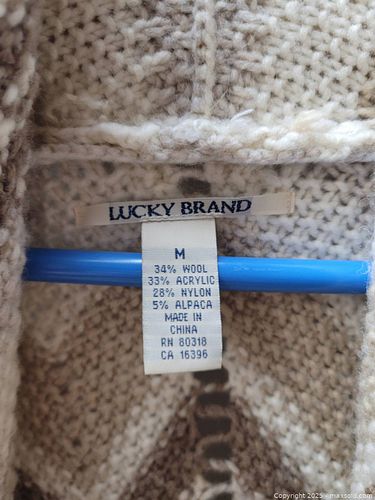 LUCKY BRAND
M
34% WOOL
33% ACRYLIC
28% NYLON
5% ALPACA
MADE IN
CHINA
RN 80318
CA 16396
Copyright 2025 - maxsold.com